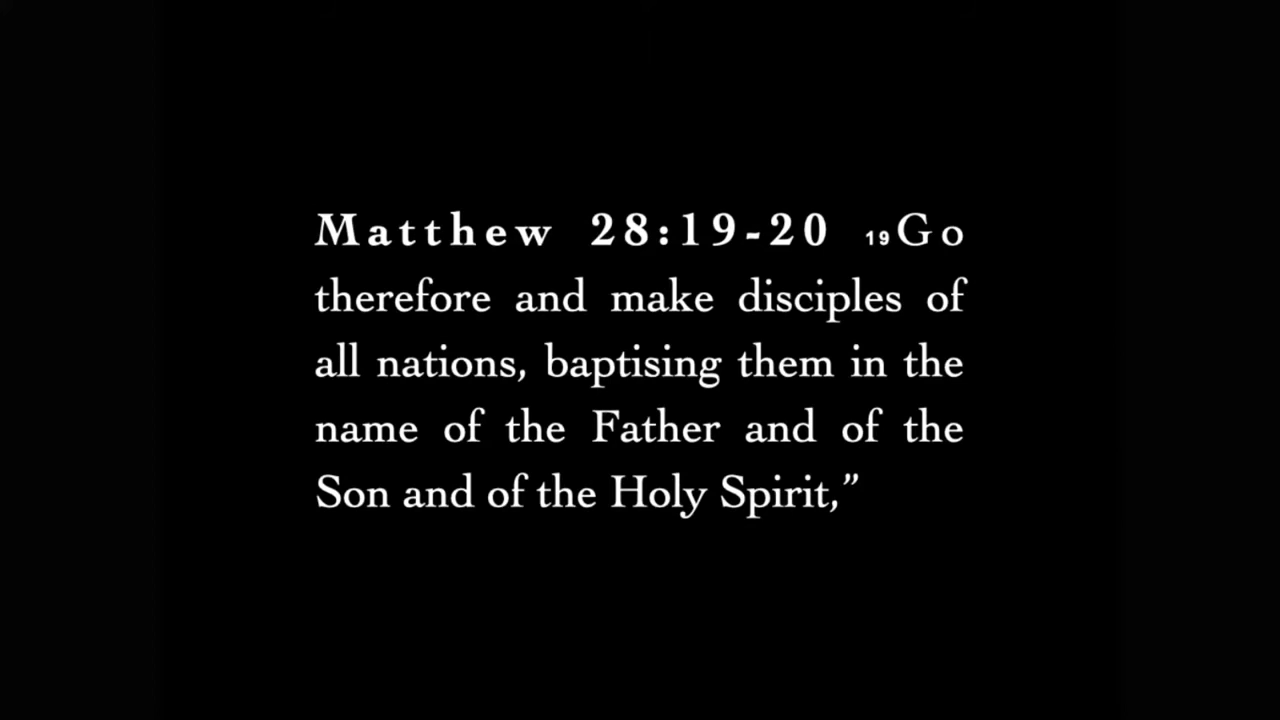 Matthew 28:19-20 19Go
therefore and make disciples of
all nations, baptising them in the
name of the Father and of the
Son and of the Holy Spirit,”